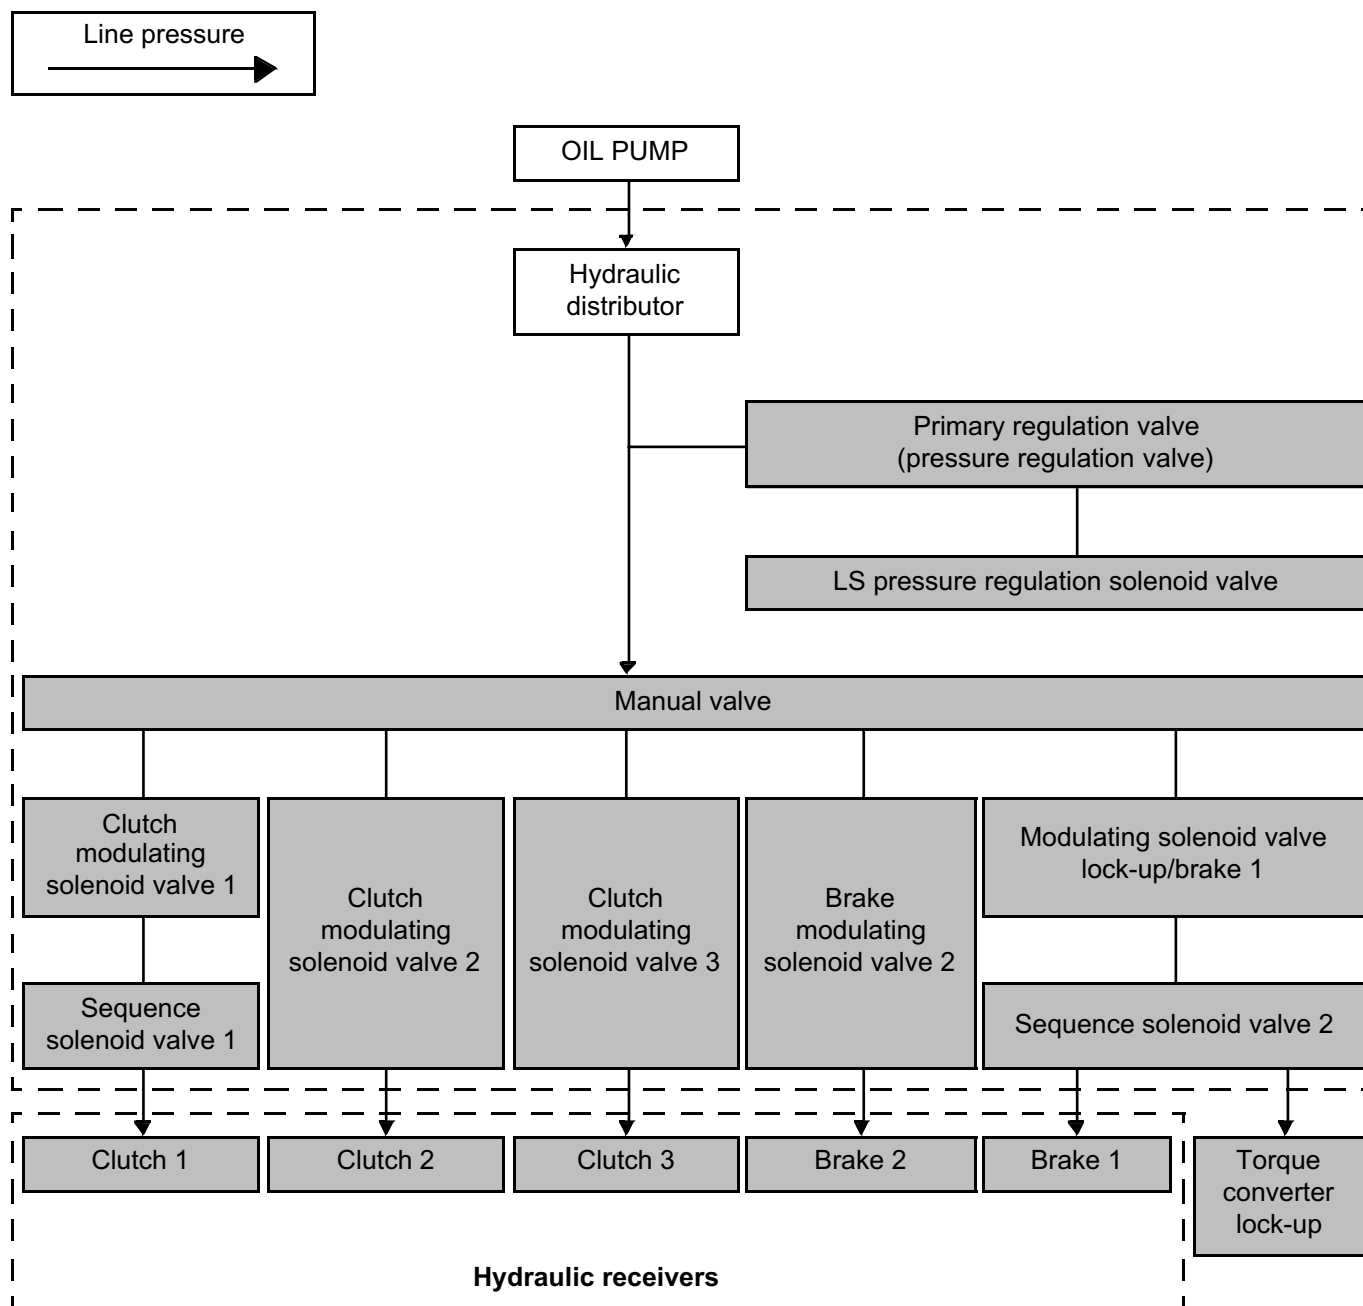 Line pressure
OIL PUMP
Hydraulic
distributor
Primary regulation valve
(pressure regulation valve)
LS pressure regulation solenoid valve
Manual valve
Clutch
modulating
solenoid valve 1
Clutch
modulating
solenoid valve 2
Clutch
modulating
solenoid valve 3
Brake
modulating
solenoid valve 2
Modulating solenoid valve
lock-up/brake 1
Sequence
solenoid valve 1
Sequence solenoid valve 2
Clutch 1
Clutch 2
Clutch 3
Brake 2
Brake 1
Torque
converter
lock-up
Hydraulic receivers